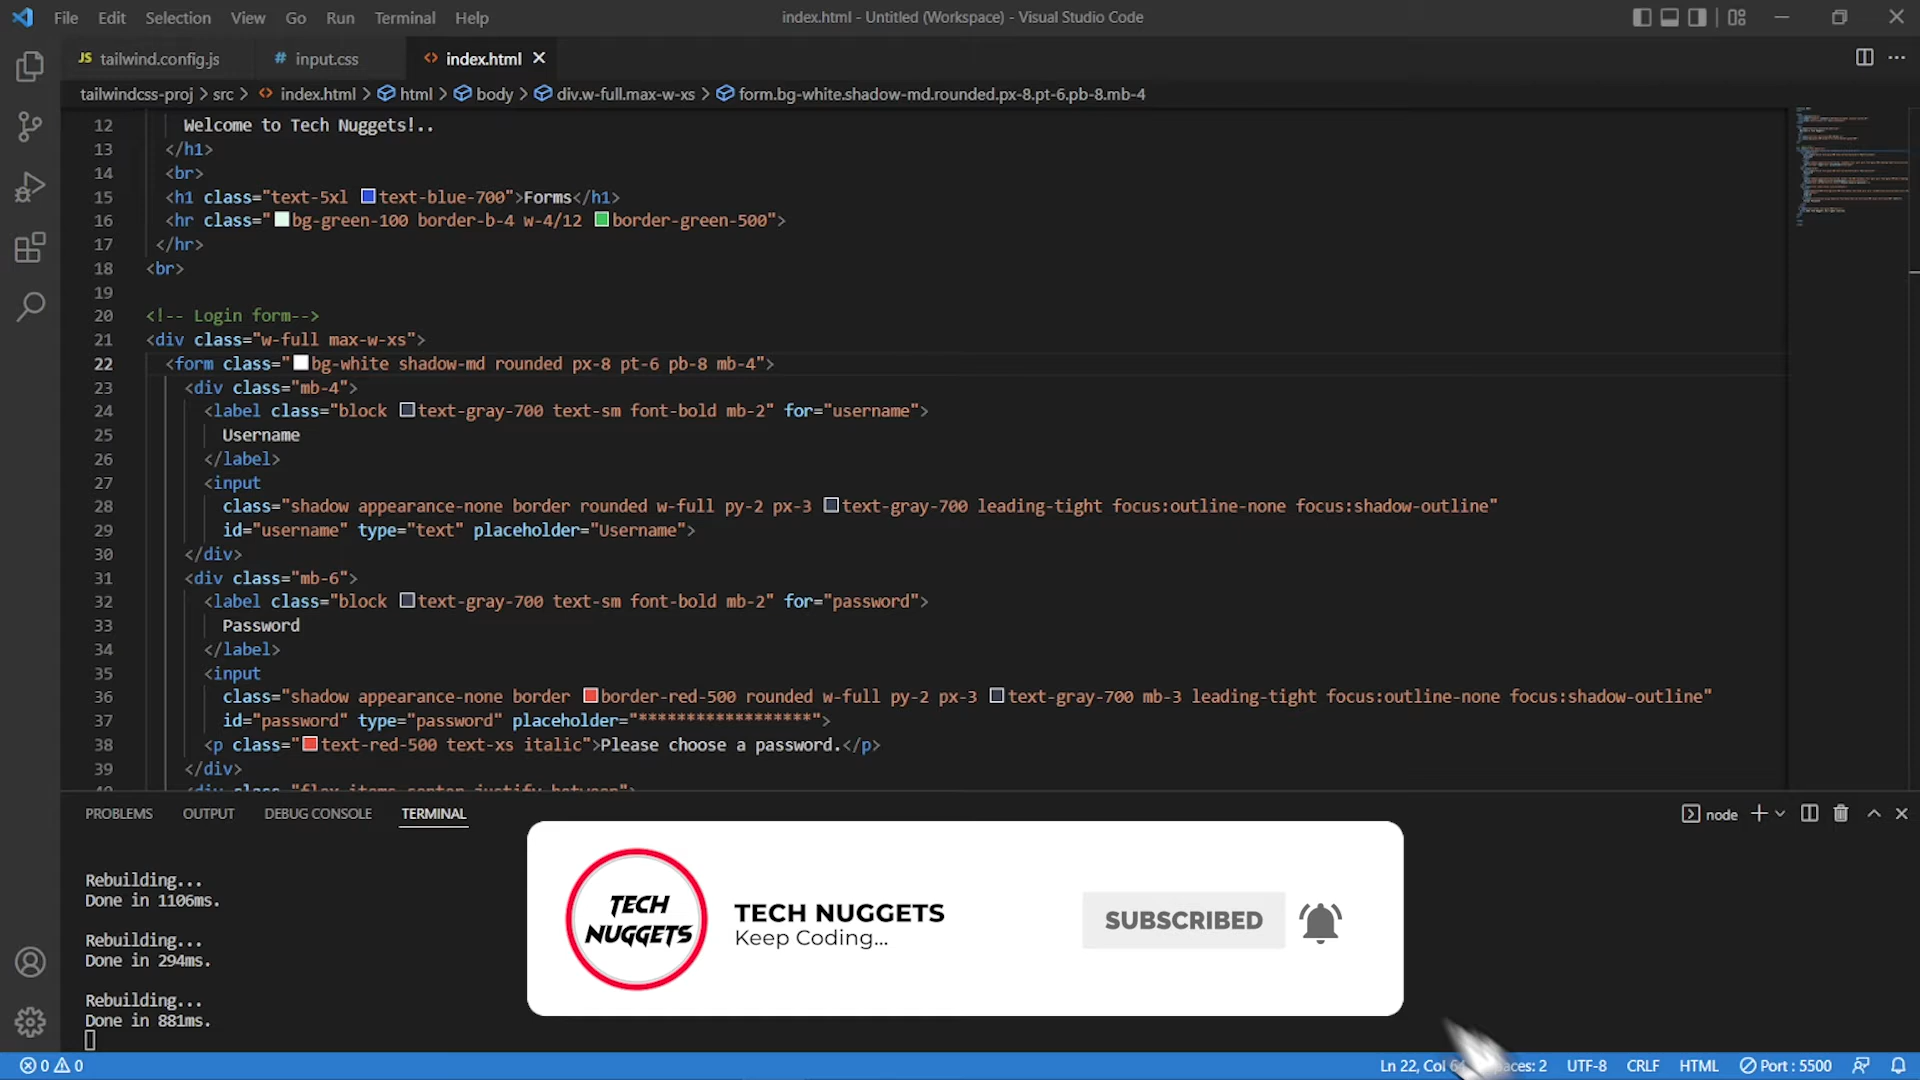 File Edit Selection View Go Run Terminal Help index.html - Untitled (Workspace) - Visual Studio Code
JS tailwind.config.js # input.css <> index.html
tailwindcss-proj > src > <> index.html > html > body > div.w-full.max-w-xs > form.bg-white.shadow-md.rounded.px-8.pt-6.pb-8.mb-4
12 Welcome to Tech Nuggets!..
13 </h1>
14 <br>
15 <h1 class="text-5xl text-blue-700">Forms</h1>
16 <hr class="bg-green-100 border-b-4 w-4/12 border-green-500">
17 </hr>
18 <br>
19
20 <!-- Login form-->
21 <div class="w-full max-w-xs">
22 <form class="bg-white shadow-md rounded px-8 pt-6 pb-8 mb-4">
23 <div class="mb-4">
24 <label class="block text-gray-700 text-sm font-bold mb-2" for="username">
25 Username
26 </label>
27 <input
28 class="shadow appearance-none border rounded w-full py-2 px-3 text-gray-700 leading-tight focus:outline-none focus:shadow-outline"
29 id="username" type="text" placeholder="Username">
30 </div>
31 <div class="mb-6">
32 <label class="block text-gray-700 text-sm font-bold mb-2" for="password">
33 Password
34 </label>
35 <input
36 class="shadow appearance-none border border-red-500 rounded w-full py-2 px-3 text-gray-700 mb-3 leading-tight focus:outline-none focus:shadow-outline"
37 id="password" type="password" placeholder="******************">
38 <p class="text-red-500 text-xs italic">Please choose a password.</p>
39 </div>
40 <div class="flex items-center justify-between">
PROBLEMS OUTPUT DEBUG CONSOLE TERMINAL node
Rebuilding...
Done in 1106ms.
Rebuilding...
Done in 294ms.
Rebuilding...
Done in 881ms.
TECH
NUGGETS
TECH NUGGETS
Keep Coding...
SUBSCRIBED
0 0 Ln 22, Col 2 UTF-8 CRLF HTML Port : 5500